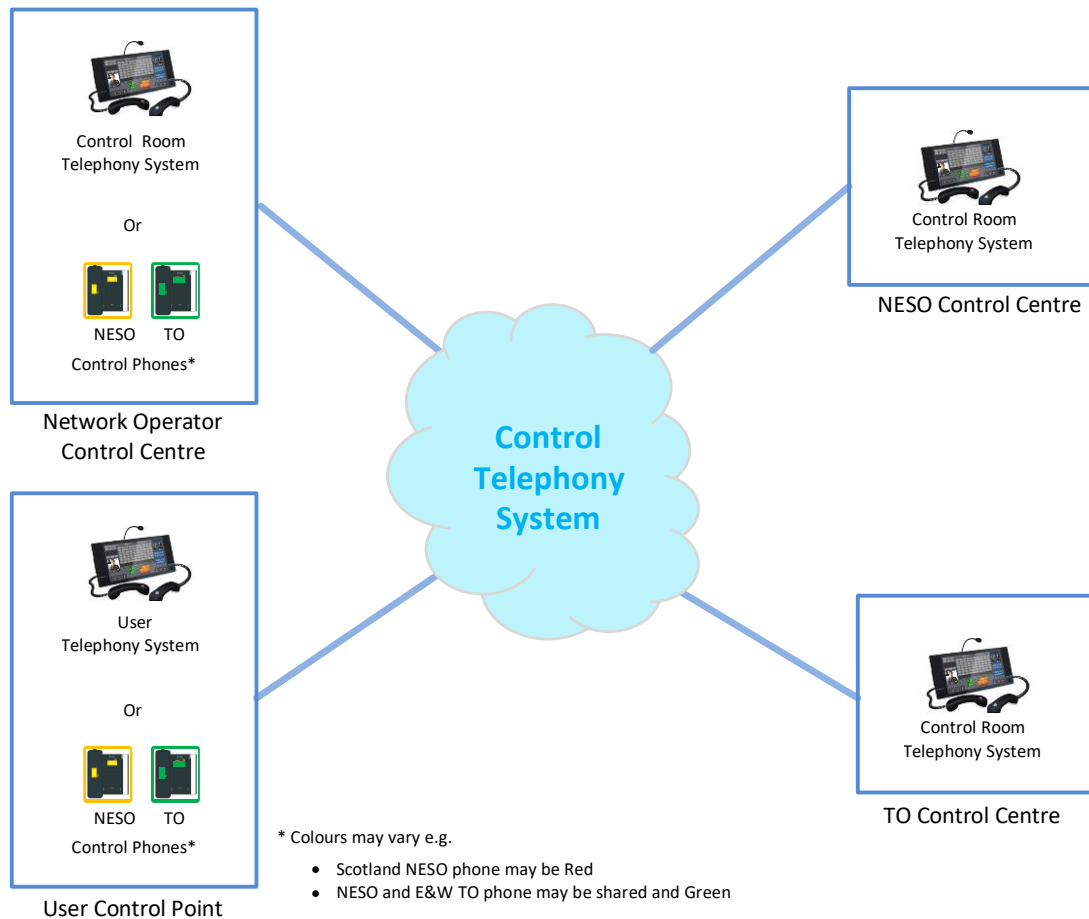 Control Room
Telephony System
Or
NESO TO
Control Phones*
Network Operator
Control Centre
User
Telephony System
Or
NESO TO
Control Phones*
User Control Point
Control
Telephony
System
Control Room
Telephony System
NESO Control Centre
Control Room
Telephony System
TO Control Centre
* Colours may vary e.g.
• Scotland NESO phone may be Red
• NESO and E&W TO phone may be shared and Green